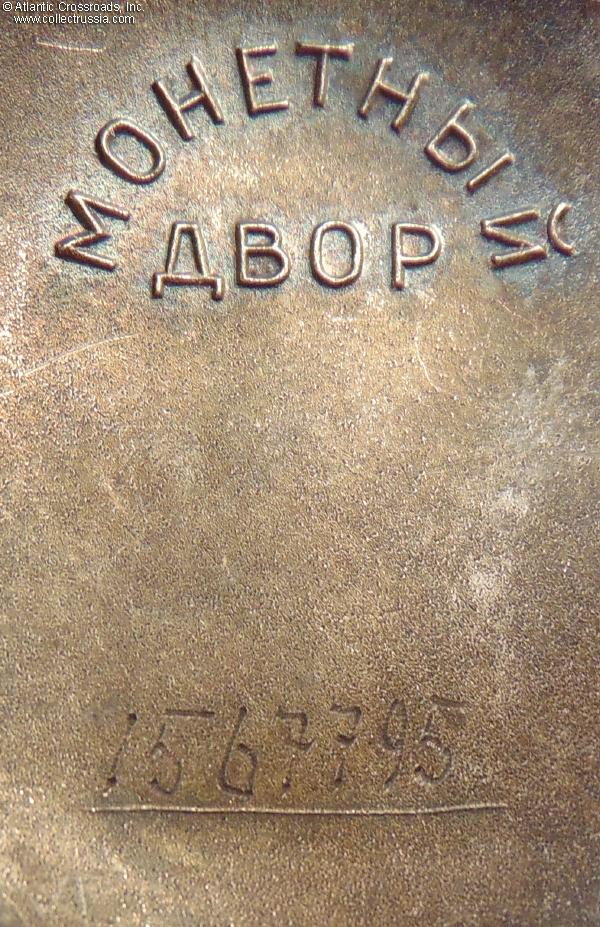 © Atlantic Crossroads, Inc.
www.collectrussia.com
МОНЕТНЫЙ
ДВОР
1567795